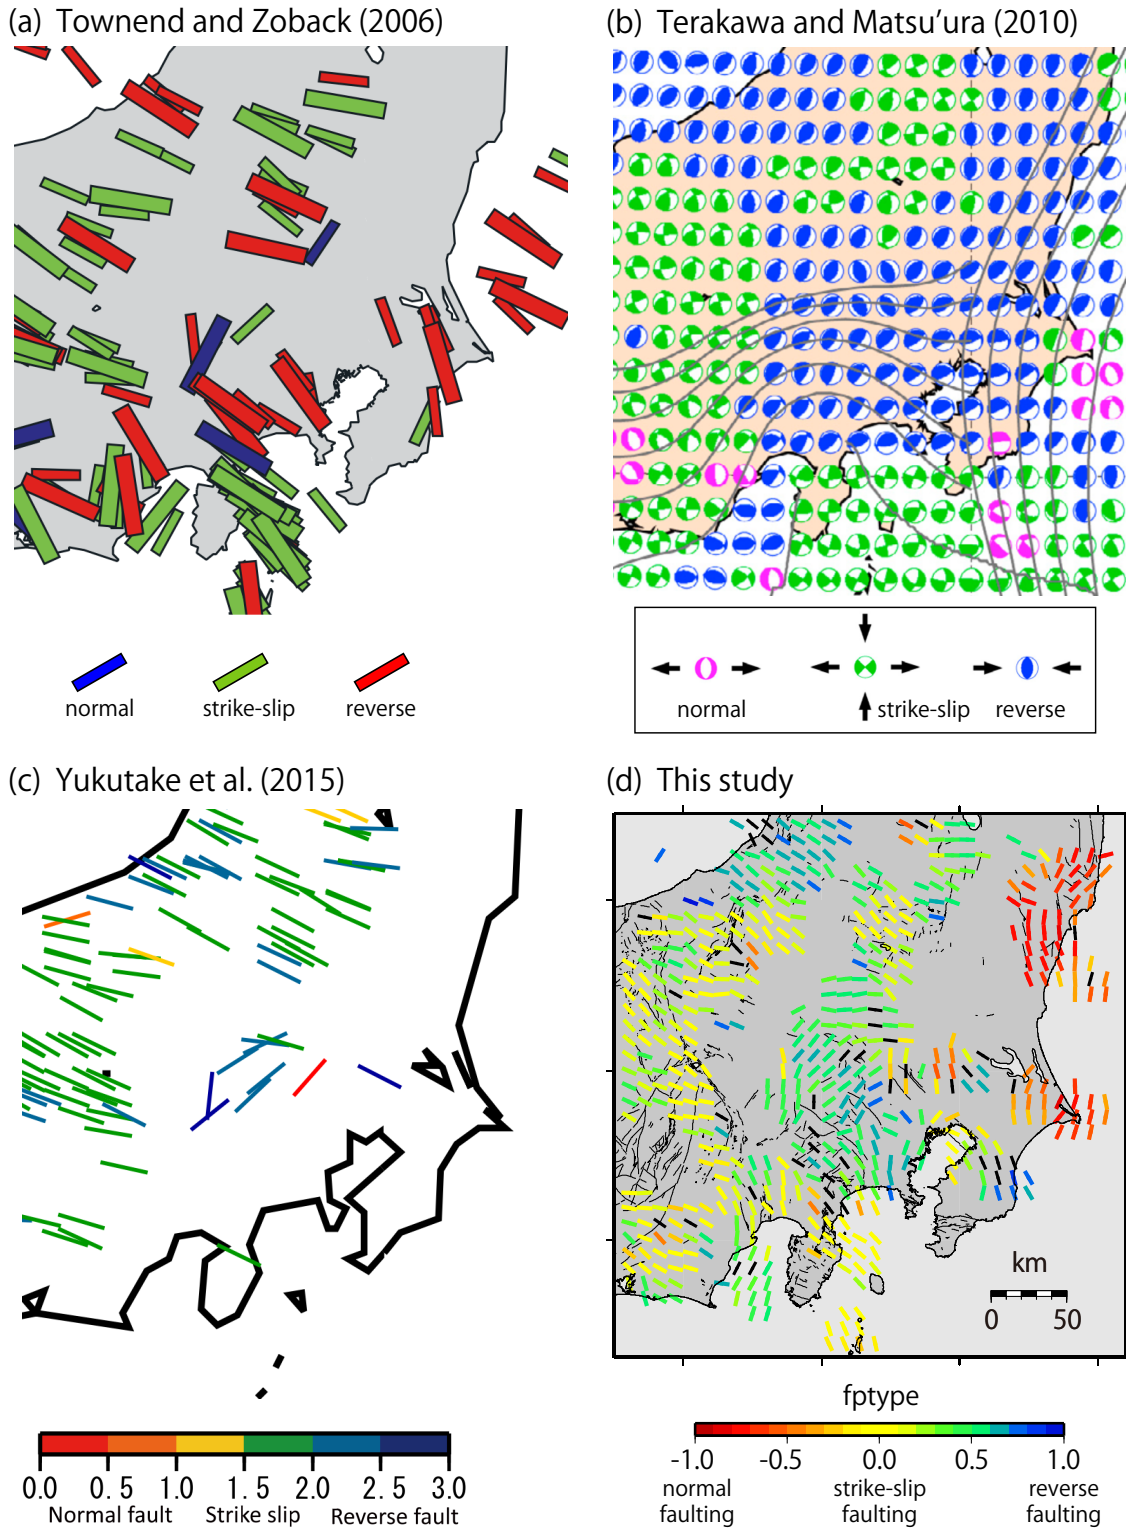 (a) Townend and Zoback (2006)
(b) Terakawa and Matsu’ura (2010)
normal
strike-slip
reverse
normal
strike-slip
reverse
(c) Yukutake et al. (2015)
(d) This study
km
0 50
0.0 0.5 1.0 1.5 2.0 2.5 3.0
Normal fault Strike slip Reverse fault
fptype
-1.0 -0.5 0.0 0.5 1.0
normal faulting
strike-slip faulting
reverse faulting